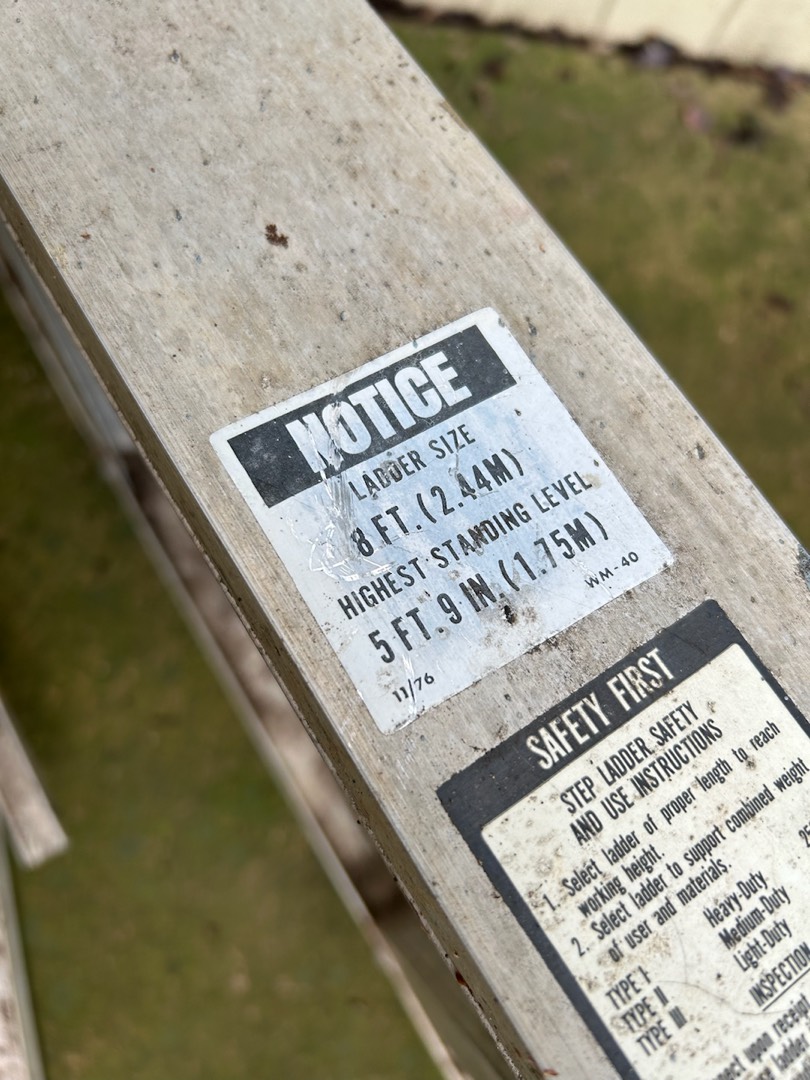 NOTICE
LADDER SIZE
8 FT. (2.44M)
HIGHEST STANDING LEVEL
5 FT. 9 IN. (1.75M)
WM-40
11/76
SAFETY FIRST
STEP LADDER SAFETY
AND USE INSTRUCTIONS
1. Select ladder of proper length to reach
working height.
2. Select ladder to support combined weight
of user and materials.
TYPE I Heavy-Duty
TYPE II Medium-Duty
TYPE III Light-Duty
upon
ladder